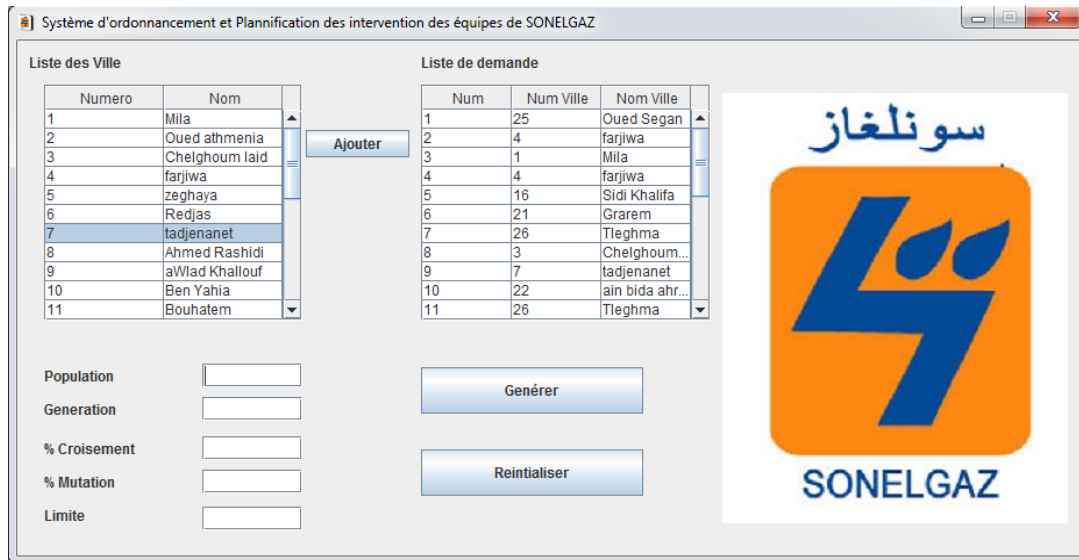 Système d'ordonnancement et Plannification des intervention des équipes de SONELGAZ
Liste des Ville
Numero Nom
1 Mila
2 Oued athmenia
3 Chelghoum laid
4 farjiwa
5 zeghaya
6 Redjas
7 tadjenanet
8 Ahmed Rashidi
9 aWlad Khallouf
10 Ben Yahia
11 Bouhatem
Ajouter
Liste de demande
Num Num Ville Nom Ville
1 25 Oued Segan
2 4 farjiwa
3 1 Mila
4 4 farjiwa
5 16 Sidi Khalifa
6 21 Grarem
7 26 Tleghma
8 3 Chelghoum...
9 7 tadjenanet
10 22 ain bida ahr...
11 26 Tleghma
سونلغاز
SONELGAZ
Population
Generation
% Croisement
% Mutation
Limite
Genérer
Reintialiser